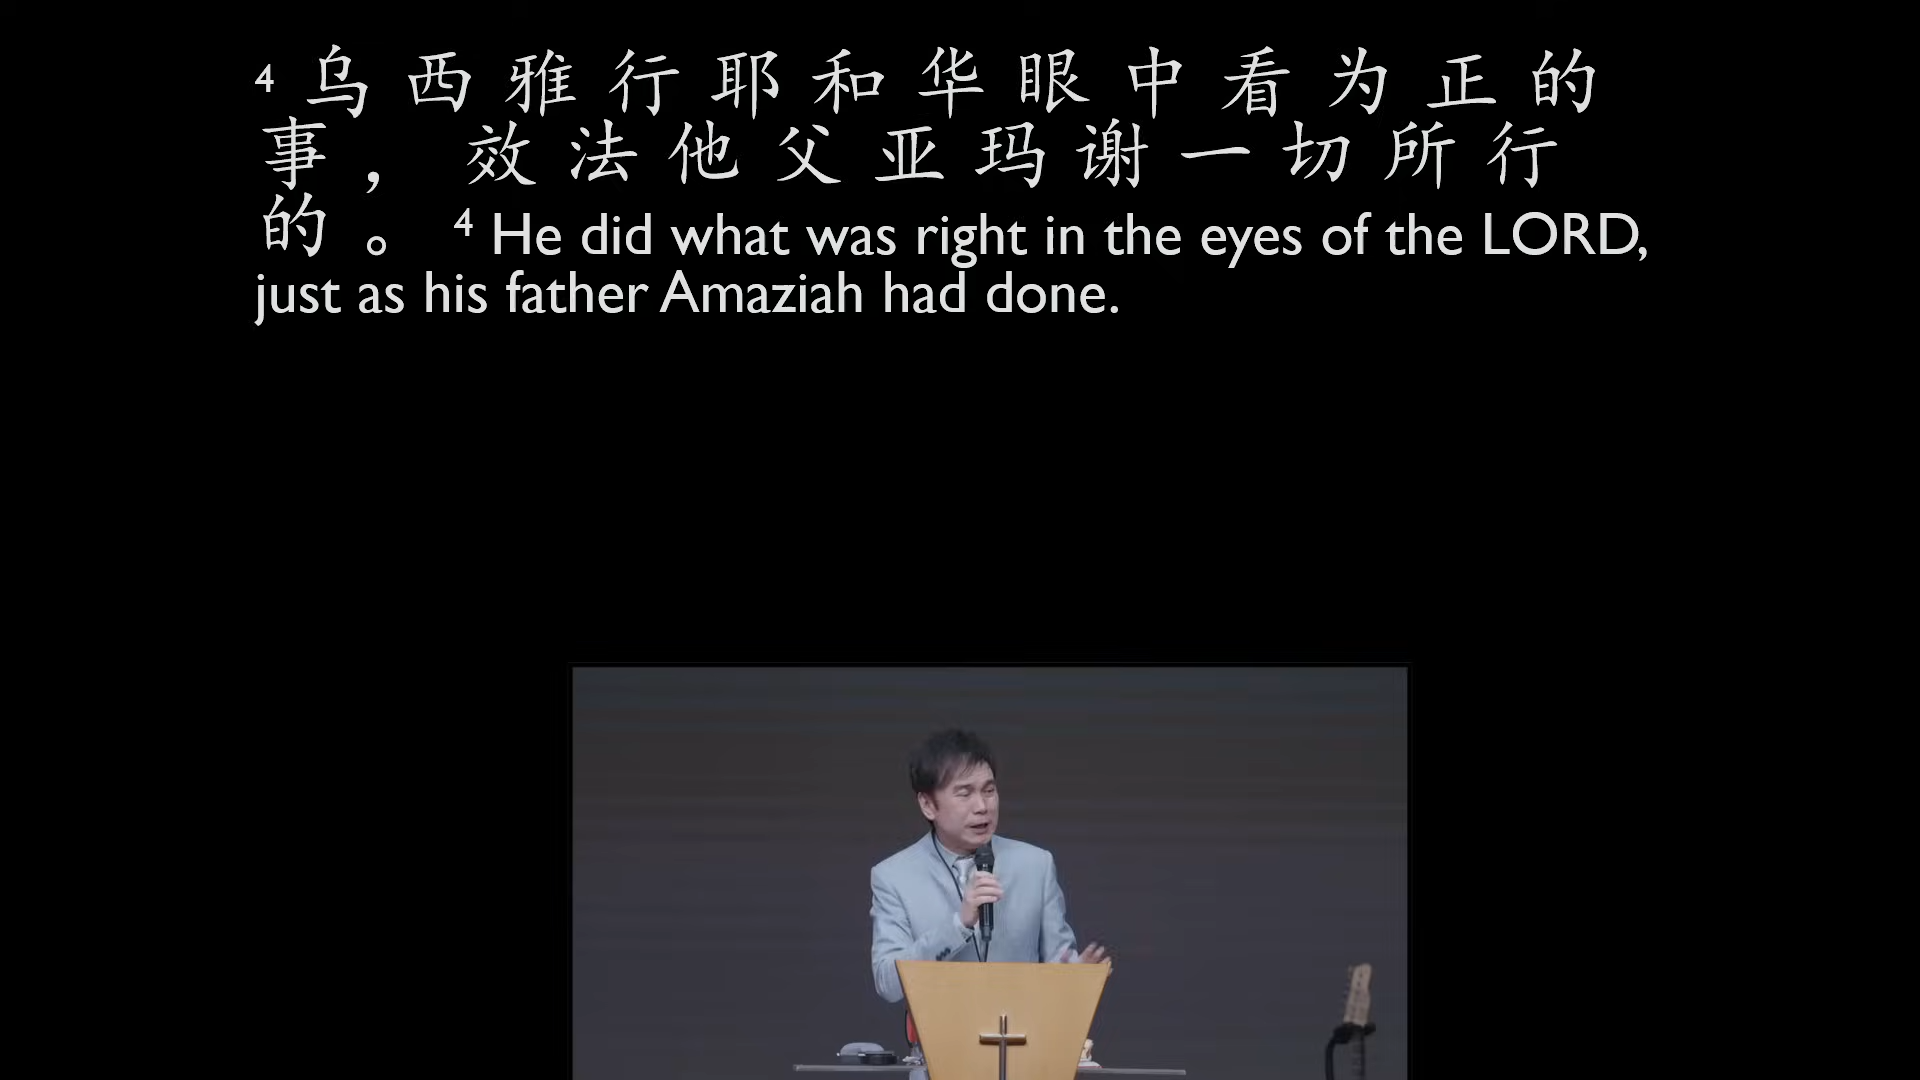 4 乌西雅行耶和华眼中看为正的
事，效法他父亚玛谢一切所行
的。 4 He did what was right in the eyes of the LORD,
just as his father Amaziah had done.